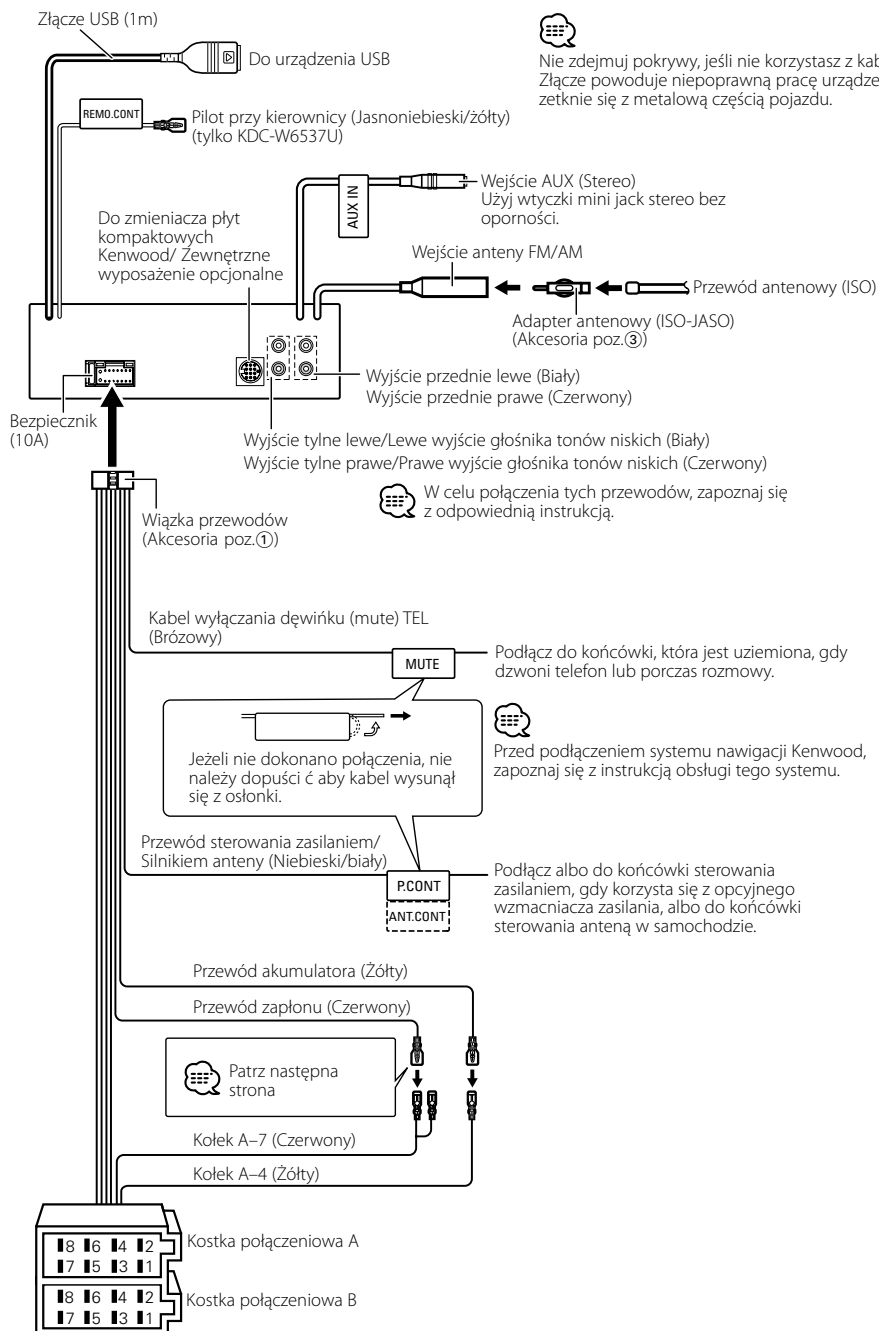 Złącze USB (1m)
Do urządzenia USB
Nie zdejmuj pokrywy, jeśli nie korzystasz z
Złącze powoduje niepoprawną pracę
zetknie się z metalową częścią pojazdu.
REMO.CONT
Pilot przy kierownicy (Jasnoniebieski/żółty)
(tylko KDC-W6537U)
AUX IN
Wejście AUX (Stereo)
Użyj wtyczki mini jack stereo bez
oporności.
Do zmieniacza płyt
kompaktowych
Kenwood/ Zewnętrzne
wyposażenie opcjonalne
Wejście anteny FM/AM
Przewód antenowy (ISO)
Adapter antenowy (ISO-JASO)
(Akcesoria poz.③)
Wyjście przednie lewe (Biały)
Wyjście przednie prawe (Czerwony)
Bezpiecznik
(10A)
Wyjście tylne lewe/Lewe wyjście głośnika tonów niskich (Biały)
Wyjście tylne prawe/Prawe wyjście głośnika tonów niskich (Czerwony)
W celu połączenia tych przewodów, zapoznaj się
z odpowiednią instrukcją.
Wiązka przewodów
(Akcesoria poz.①)
Kabel wyłączania dęwińku (mute) TEL
(Brózowy)
MUTE
Podłącz do końcówki, która jest uziemiona, gdy
dzwoni telefon lub porczas rozmowy.
Jeżeli nie dokonano połączenia, nie
należy dopuści ć aby kabel wysunął
się z osłonki.
Przed podłączeniem systemu nawigacji Kenwood,
zapoznaj się z instrukcją obsługi tego systemu.
Przewód sterowania zasilaniem/
Silnikiem anteny (Niebieski/biały)
P.CONT
ANT.CONT
Podłącz albo do końcówki sterowania
zasilaniem, gdy korzysta się z opcyjnego
wzmacniacza zasilania, albo do końcówki
sterowania anteną w samochodzie.
Przewód akumulatora (Żółty)
Przewód zapłonu (Czerwony)
Patrz następna
strona
Kołek A–7 (Czerwony)
Kołek A–4 (Żółty)
8 6 4 2
7 5 3 1
Kostka połączeniowa A
8 6 4 2
7 5 3 1
Kostka połączeniowa B